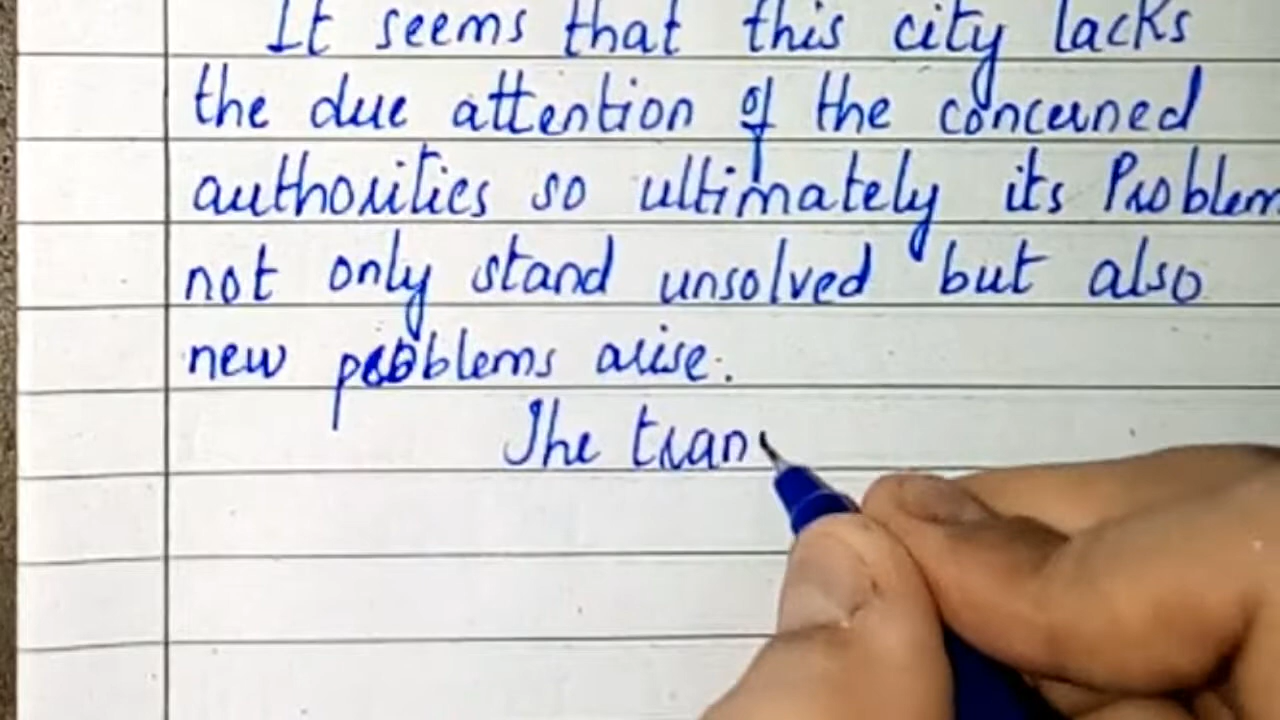 It seems that this city lacks
the due attention of the concerned
authorities so ultimately its Problem
not only stand unsolved but also
new problems arise.
The tran